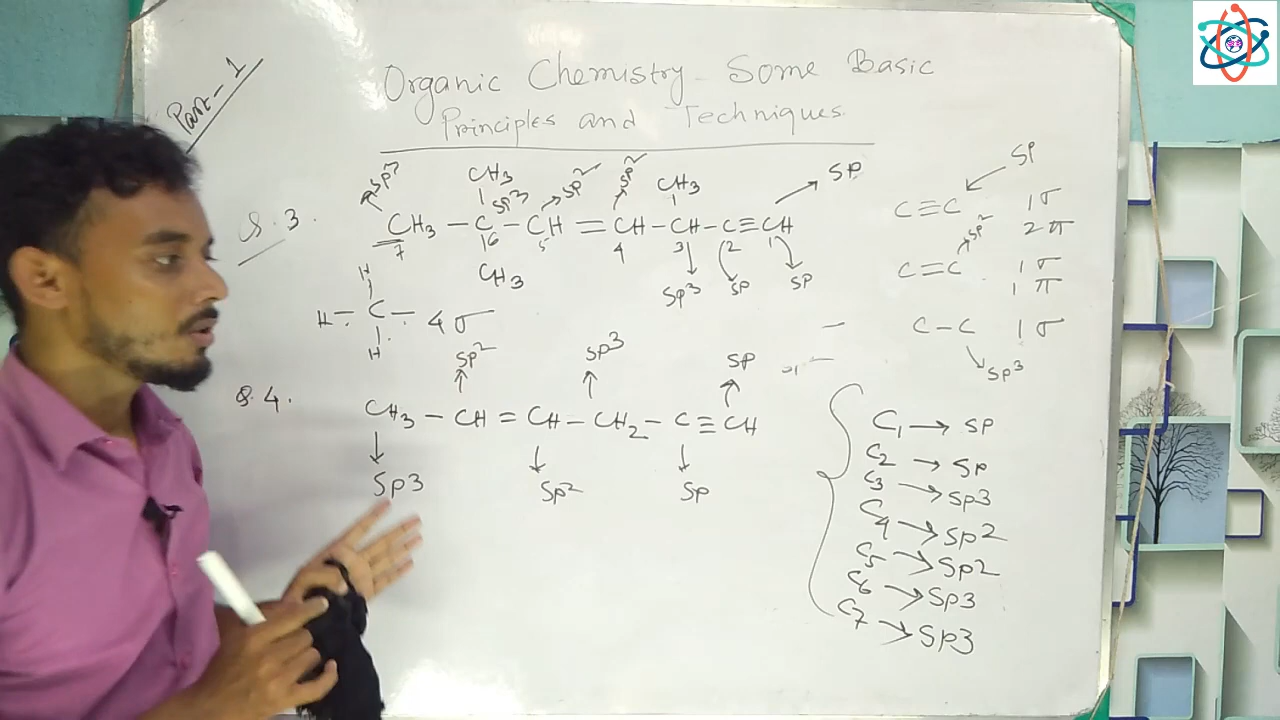 Part-1
Organic Chemistry - Some Basic
Principles and Techniques.
Q.3.
CH3 CH3
sp3 sp3 sp2 sp2 sp
CH3 - C - CH = CH - CH - C ≡ CH
7 6 5 4 3 2 1
CH3
sp3 sp sp
H
H - C - 4σ
H
sp
C≡C 1σ
2π
sp2
C=C 1σ
1π
C-C 1σ
sp3
Q.4.
sp2 sp3 sp
CH3 - CH = CH - CH2 - C ≡ CH
sp3 sp2 sp
C1 → sp
C2 → sp
C3 → sp3
C4 → sp2
C5 → sp2
C6 → sp3
C7 → sp3